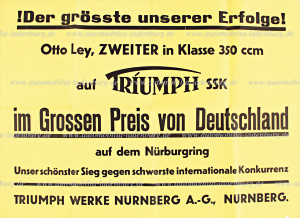 !Der grösste unserer Erfolge!
Otto Ley, ZWEITER in Klasse 350 ccm
auf TRIUMPH SSK
im Grossen Preis von Deutschland
auf dem Nürburgring
Unser schönster Sieg gegen schwerste internationale Konkurrenz
TRIUMPH WERKE NURNBERG A.-G., NURNBERG.